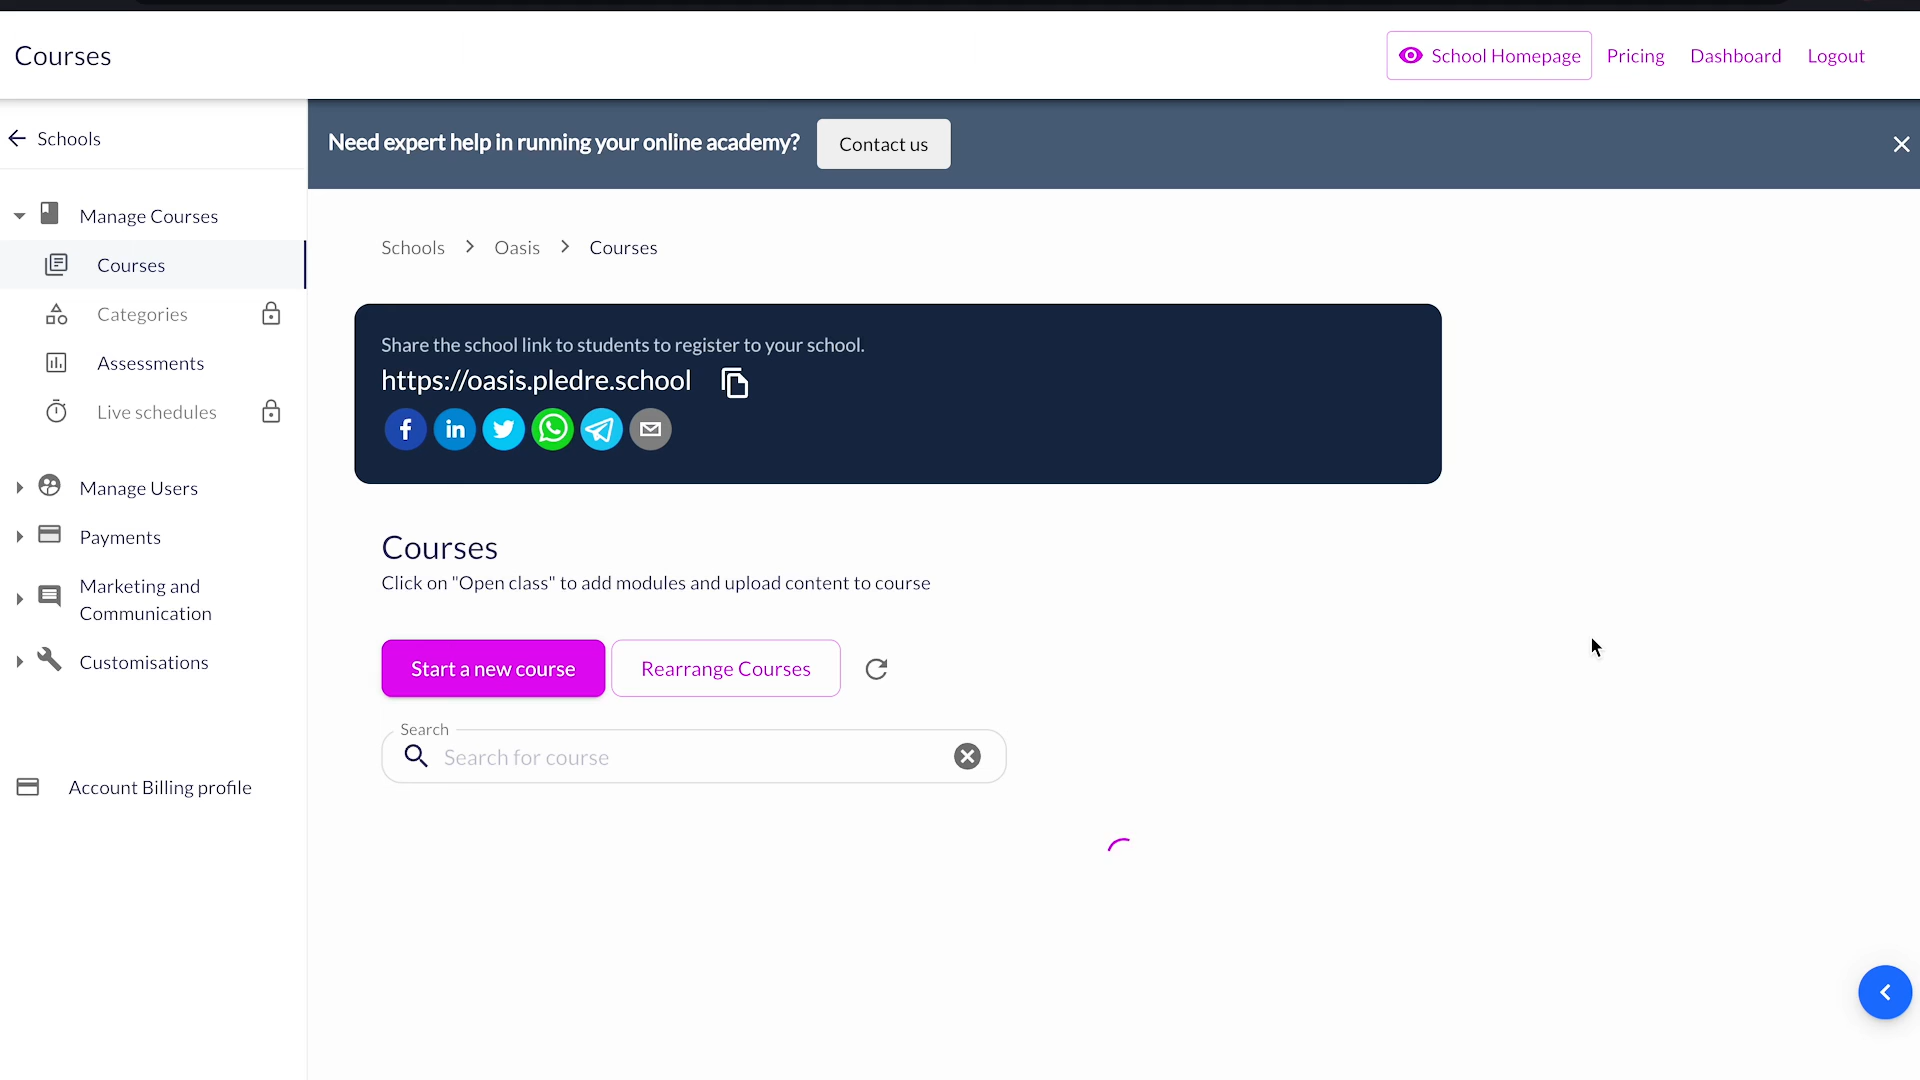 Courses
School Homepage
Pricing
Dashboard
Logout
Schools
Need expert help in running your online academy?
Contact us
Manage Courses
Courses
Categories
Assessments
Live schedules
Manage Users
Payments
Marketing and
Communication
Customisations
Account Billing profile
Schools
Oasis
Courses
Share the school link to students to register to your school.
https://oasis.pledre.school
Courses
Click on "Open class" to add modules and upload content to course
Start a new course
Rearrange Courses
Search
Search for course